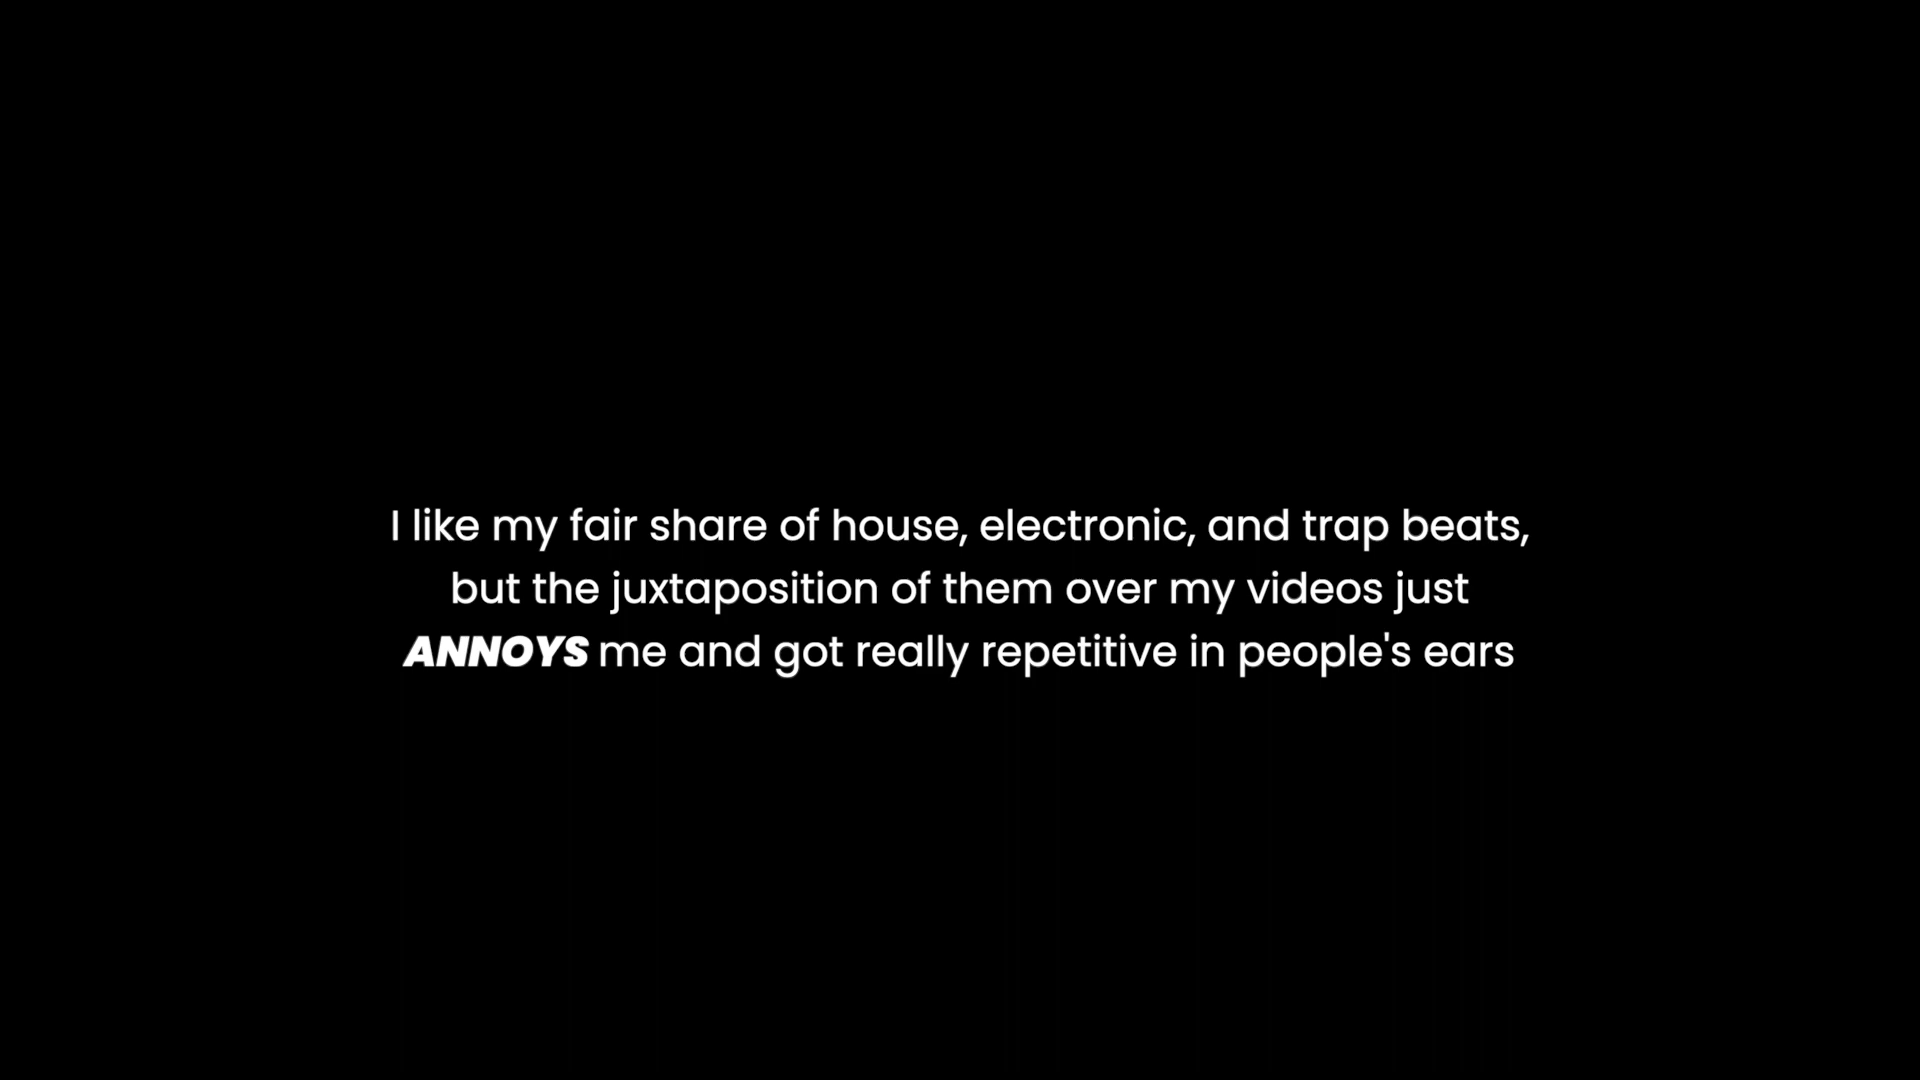 I like my fair share of house, electronic, and trap beats,
but the juxtaposition of them over my videos just
ANNOYS me and got really repetitive in people's ears